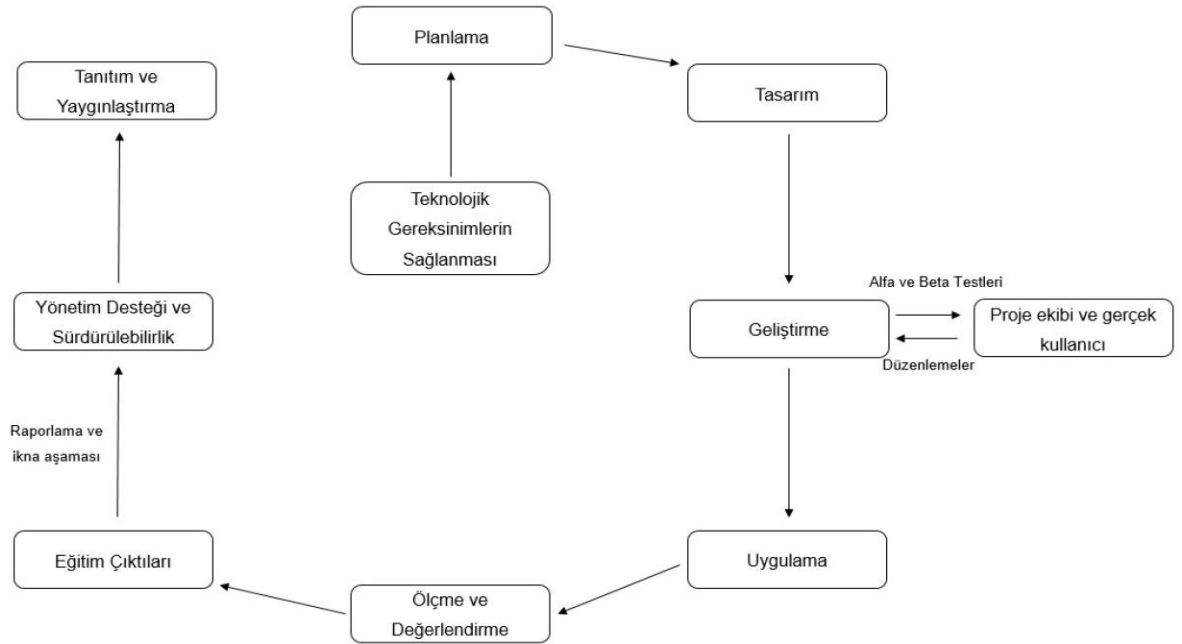 Planlama
Tanıtım ve
Yaygınlaştırma
Tasarım
Teknolojik
Gereksinimlerin
Sağlanması
Alfa ve Beta Testleri
Yönetim Desteği ve
Sürdürülebilirlik
Geliştirme
Proje ekibi ve gerçek
kullanıcı
Düzenlemeler
Raporlama ve
ikna aşaması
Eğitim Çıktıları
Uygulama
Ölçme ve
Değerlendirme